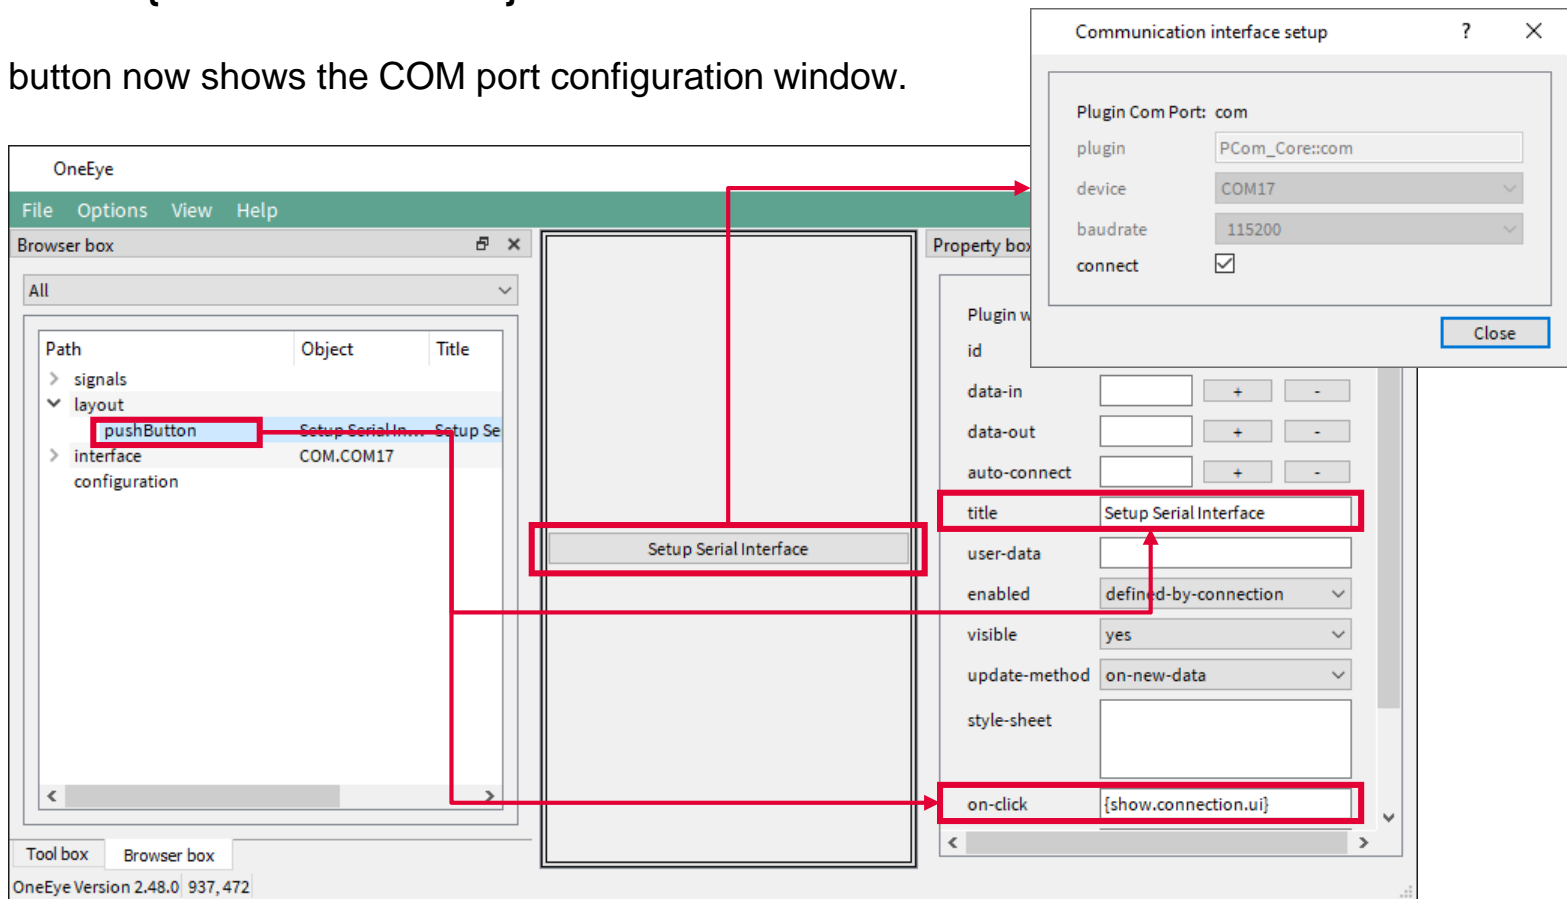 button now shows the COM port configuration window.
Communication interface setup ?
Plugin Com Port: com
plugin PCom_Core::com
device COM17
baudrate 115200
connect
Close
OneEye
File Options View Help
Browser box
All
Path Object Title
signals
layout
pushButton Setup Serial In... Setup Se
interface COM.COM17
configuration
Tool box Browser box
OneEye Version 2.48.0 937, 472
Setup Serial Interface
Property box
Plugin w
id
data-in + -
data-out + -
auto-connect + -
title Setup Serial Interface
user-data
enabled defined-by-connection
visible yes
update-method on-new-data
style-sheet
on-click {show.connection.ui}